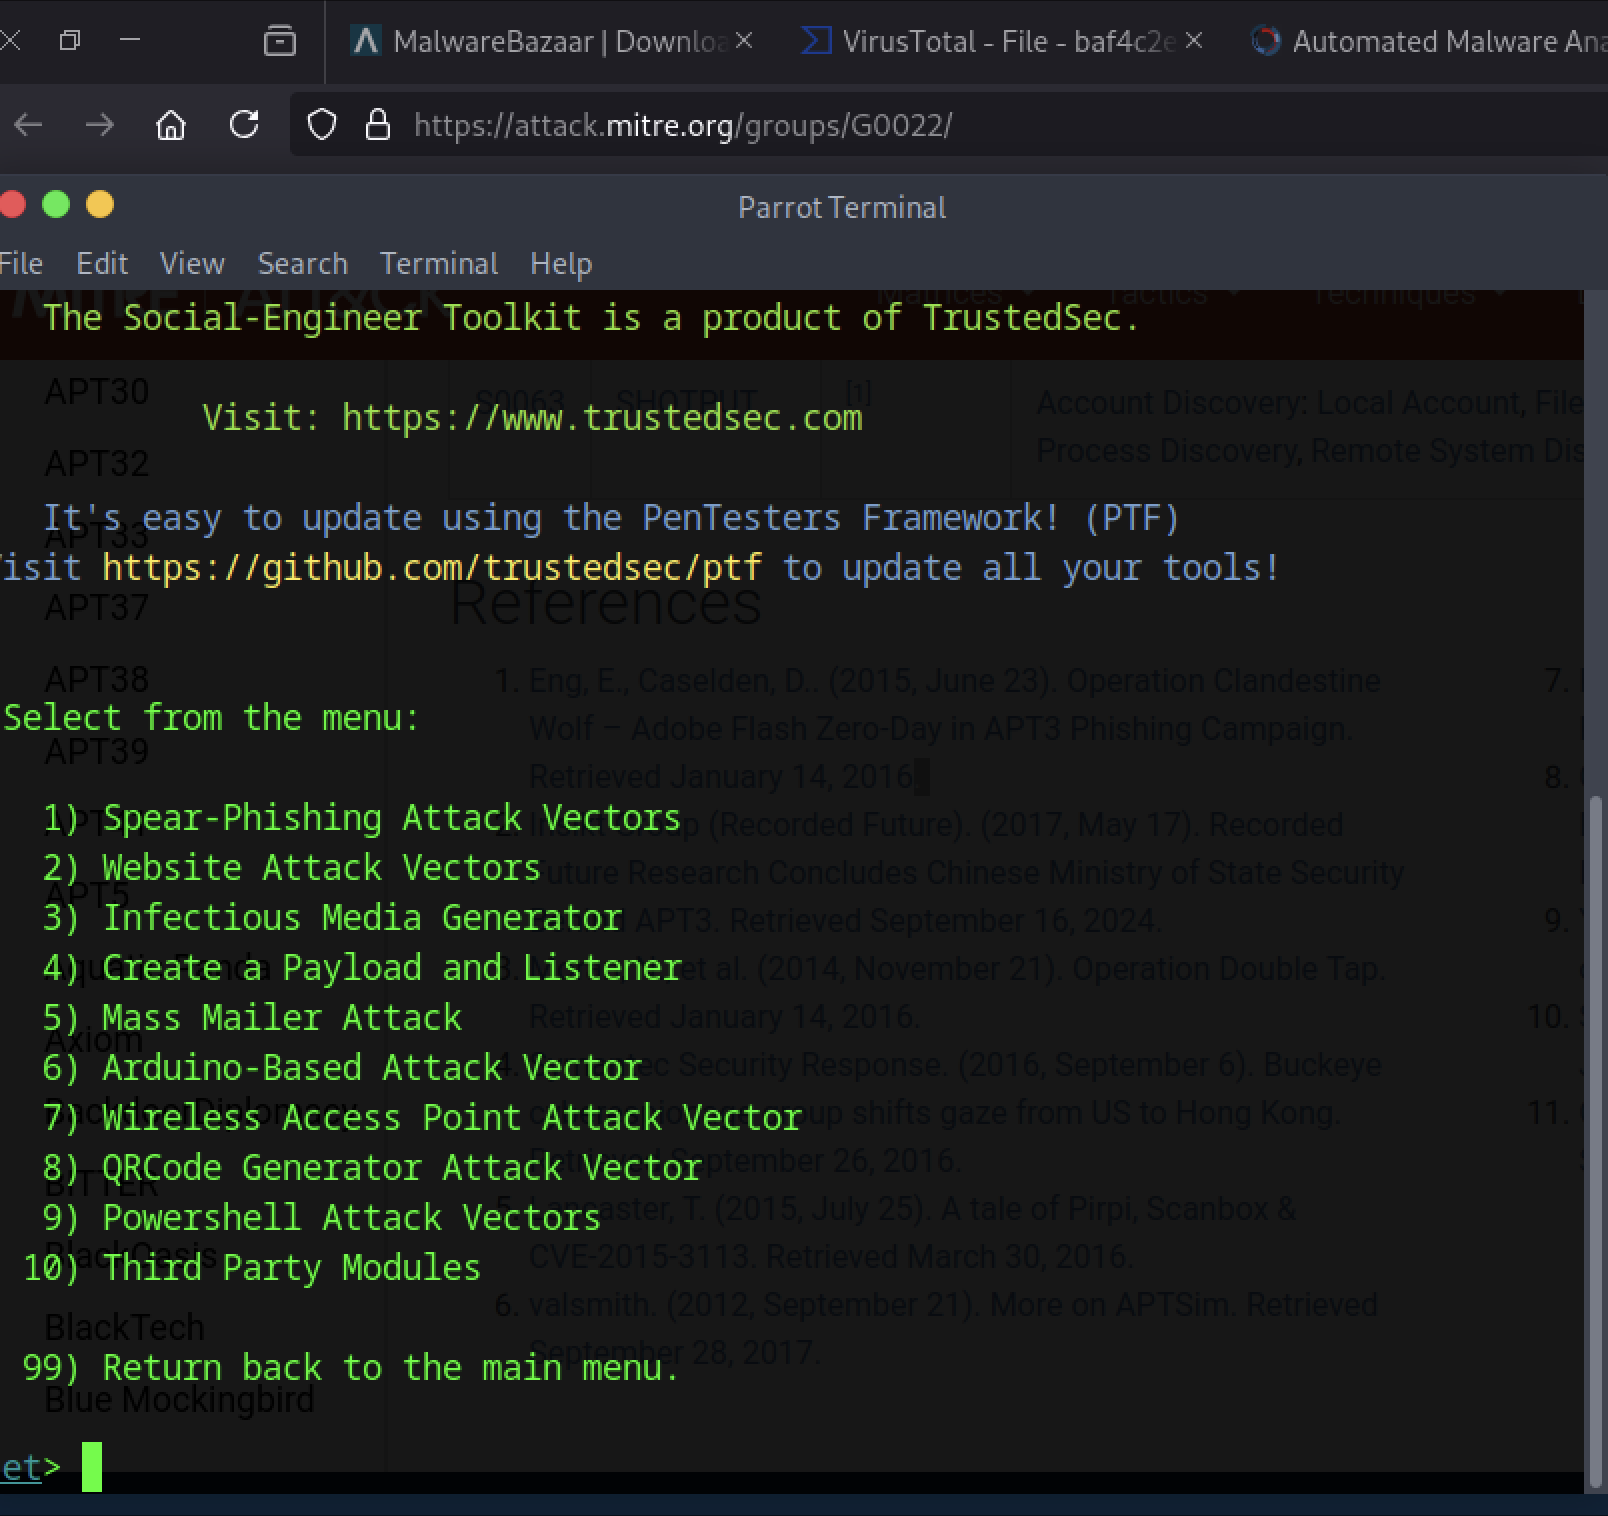 MalwareBazaar | Downloa
VirusTotal - File - baf4c2e
Automated Malware Ana
https://attack.mitre.org/groups/G0022/
Parrot Terminal
File Edit View Search Terminal Help
Matrices Tactics Techniques
The Social-Engineer Toolkit is a product of TrustedSec.
APT30
S0063 SHOTPUT [1] Account Discovery: Local Account, File
Visit: https://www.trustedsec.com
Process Discovery, Remote System Dis
APT32
It's easy to update using the PenTesters Framework! (PTF)
APT33
Visit https://github.com/trustedsec/ptf to update all your tools!
APT37
References
APT38
1. Eng, E., Caselden, D.. (2015, June 23). Operation Clandestine
7.
Select from the menu:
Wolf – Adobe Flash Zero-Day in APT3 Phishing Campaign.
APT39
Retrieved January 14, 2016.
8.
1) Spear-Phishing Attack Vectors
(Recorded Future). (2017, May 17). Recorded
2) Website Attack Vectors
Future Research Concludes Chinese Ministry of State Security
APT5
3) Infectious Media Generator
APT3. Retrieved September 16, 2024.
9.
4) Create a Payload and Listener
et al. (2014, November 21). Operation Double Tap.
5) Mass Mailer Attack
Retrieved January 14, 2016.
10.
Axiom
6) Arduino-Based Attack Vector
4. Security Response. (2016, September 6). Buckeye
7) Wireless Access Point Attack Vector
shifts gaze from US to Hong Kong.
11.
8) QRCode Generator Attack Vector
September 26, 2016.
BITTER
9) Powershell Attack Vectors
5. T. (2015, July 25). A tale of Pirpi, Scanbox &
BlackOasis
CVE-2015-3113. Retrieved March 30, 2016.
10) Third Party Modules
6. valsmith. (2012, September 21). More on APTSim. Retrieved
BlackTech
September 28, 2017.
99) Return back to the main menu.
Blue Mockingbird
et>